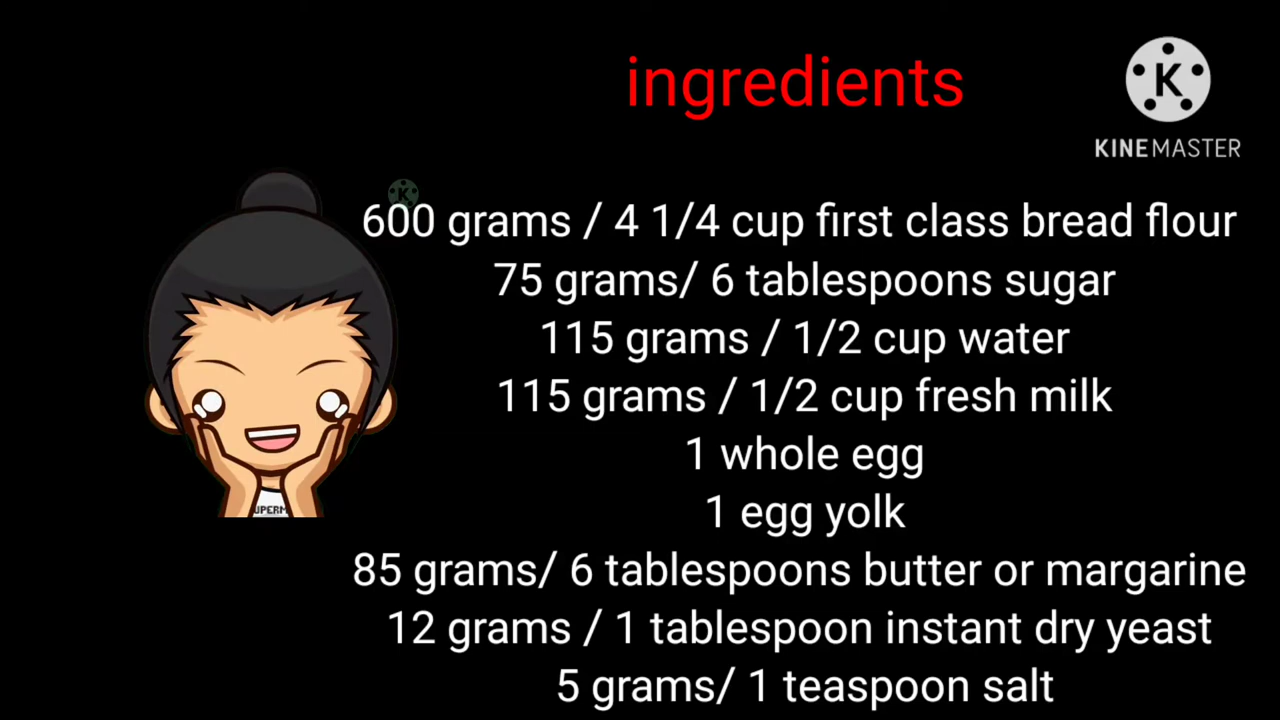 ingredients
K
KINEMASTER
K
600 grams / 4 1/4 cup first class bread flour
75 grams/ 6 tablespoons sugar
115 grams / 1/2 cup water
115 grams / 1/2 cup fresh milk
1 whole egg
1 egg yolk
UPERM
85 grams/ 6 tablespoons butter or margarine
12 grams / 1 tablespoon instant dry yeast
5 grams/ 1 teaspoon salt